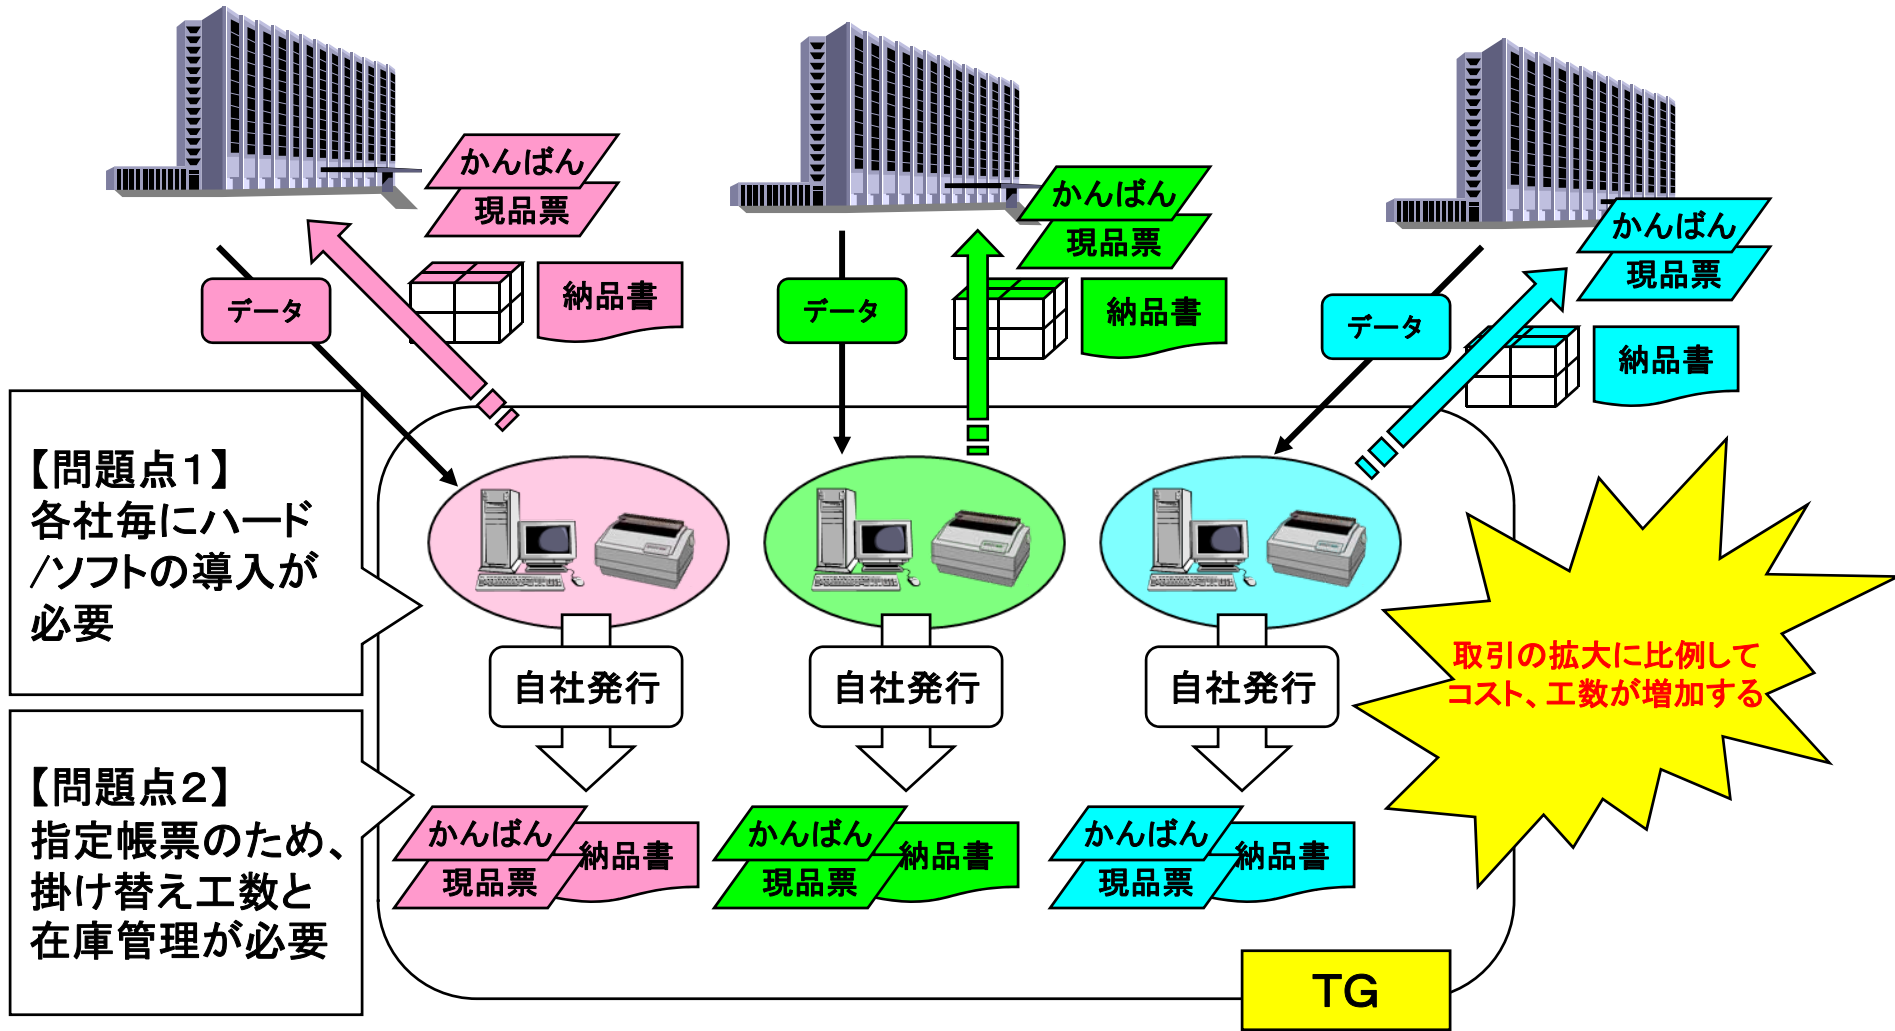 かんばん
現品票
かんばん
現品票
かんばん
現品票
データ
納品書
データ
納品書
データ
納品書
【問題点１】
各社毎にハード
/ソフトの導入が
必要
自社発行
自社発行
自社発行
取引の拡大に比例して
コスト、工数が増加する
【問題点２】
指定帳票のため、
掛け替え工数と
在庫管理が必要
かんばん
現品票
納品書
かんばん
現品票
納品書
かんばん
現品票
納品書
TG